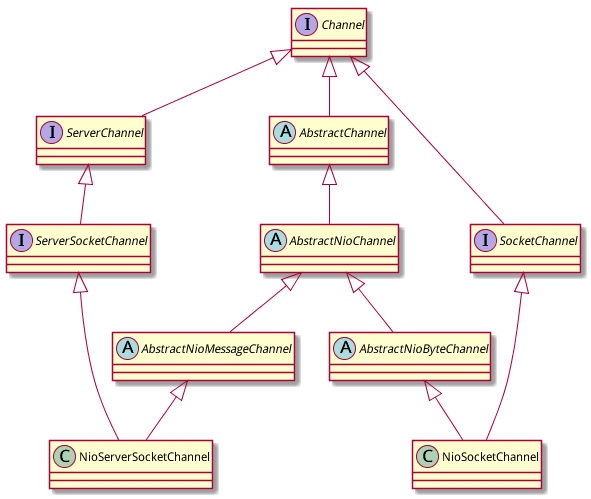 I Channel
I ServerChannel
A AbstractChannel
I ServerSocketChannel
A AbstractNioChannel
I SocketChannel
A AbstractNioMessageChannel
A AbstractNioByteChannel
C NioServerSocketChannel
C NioSocketChannel